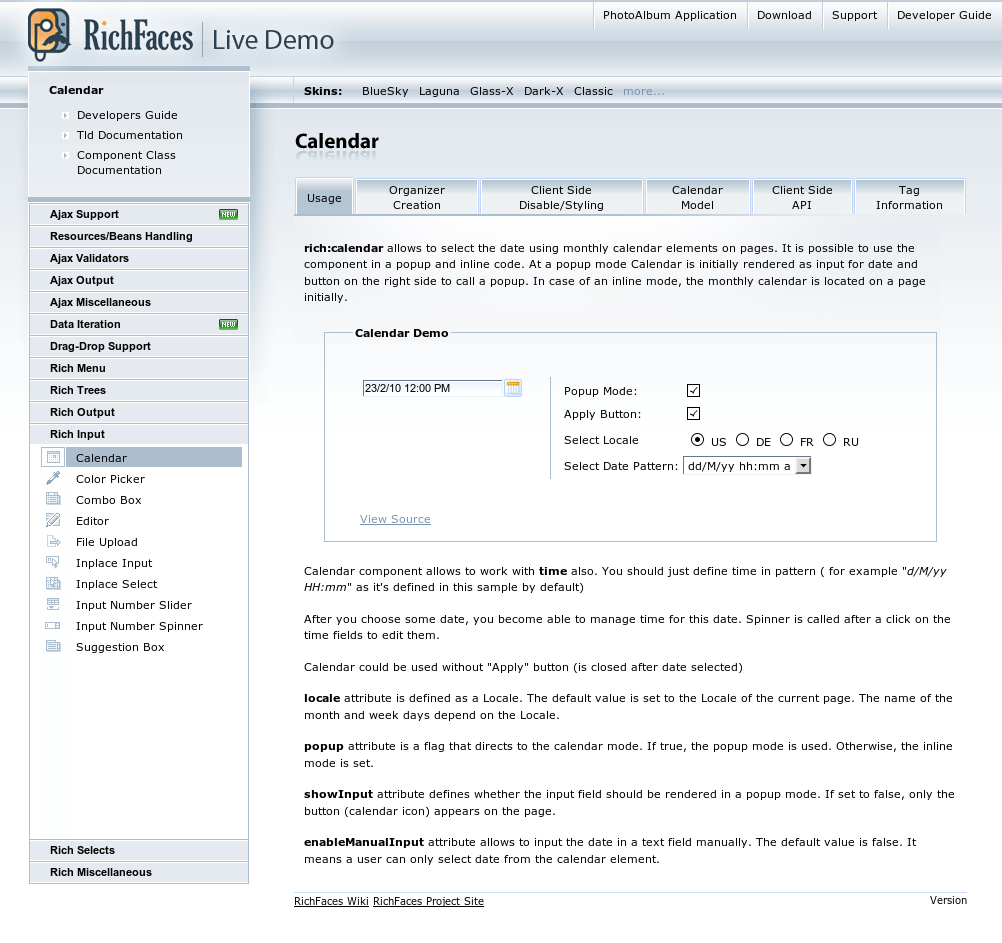 PhotoAlbum Application Download Support Developer Guide
RichFaces Live Demo
Skins: BlueSky Laguna Glass-X Dark-X Classic more...
Calendar
Developers Guide
Tld Documentation
Component Class
Documentation
Ajax Support NEW
Resources/Beans Handling
Ajax Validators
Ajax Output
Ajax Miscellaneous
Data Iteration NEW
Drag-Drop Support
Rich Menu
Rich Trees
Rich Output
Rich Input
Calendar
Color Picker
Combo Box
Editor
File Upload
Inplace Input
Inplace Select
Input Number Slider
Input Number Spinner
Suggestion Box
Rich Selects
Rich Miscellaneous
Calendar
Usage
Organizer
Creation
Client Side
Disable/Styling
Calendar
Model
Client Side
API
Tag
Information
rich:calendar allows to select the date using monthly calendar elements on pages. It is possible to use the
component in a popup and inline code. At a popup mode Calendar is initially rendered as input for date and
button on the right side to call a popup. In case of an inline mode, the monthly calendar is located on a page
initially.
Calendar Demo
23/2/10 12:00 PM
Popup Mode:
Apply Button:
Select Locale US DE FR RU
Select Date Pattern: dd/M/yy hh:mm a
View Source
Calendar component allows to work with time also. You should just define time in pattern ( for example "d/M/yy
HH:mm" as it's defined in this sample by default)
After you choose some date, you become able to manage time for this date. Spinner is called after a click on the
time fields to edit them.
Calendar could be used without "Apply" button (is closed after date selected)
locale attribute is defined as a Locale. The default value is set to the Locale of the current page. The name of the
month and week days depend on the Locale.
popup attribute is a flag that directs to the calendar mode. If true, the popup mode is used. Otherwise, the inline
mode is set.
showInput attribute defines whether the input field should be rendered in a popup mode. If set to false, only the
button (calendar icon) appears on the page.
enableManualInput attribute allows to input the date in a text field manually. The default value is false. It
means a user can only select date from the calendar element.
RichFaces Wiki RichFaces Project Site Version